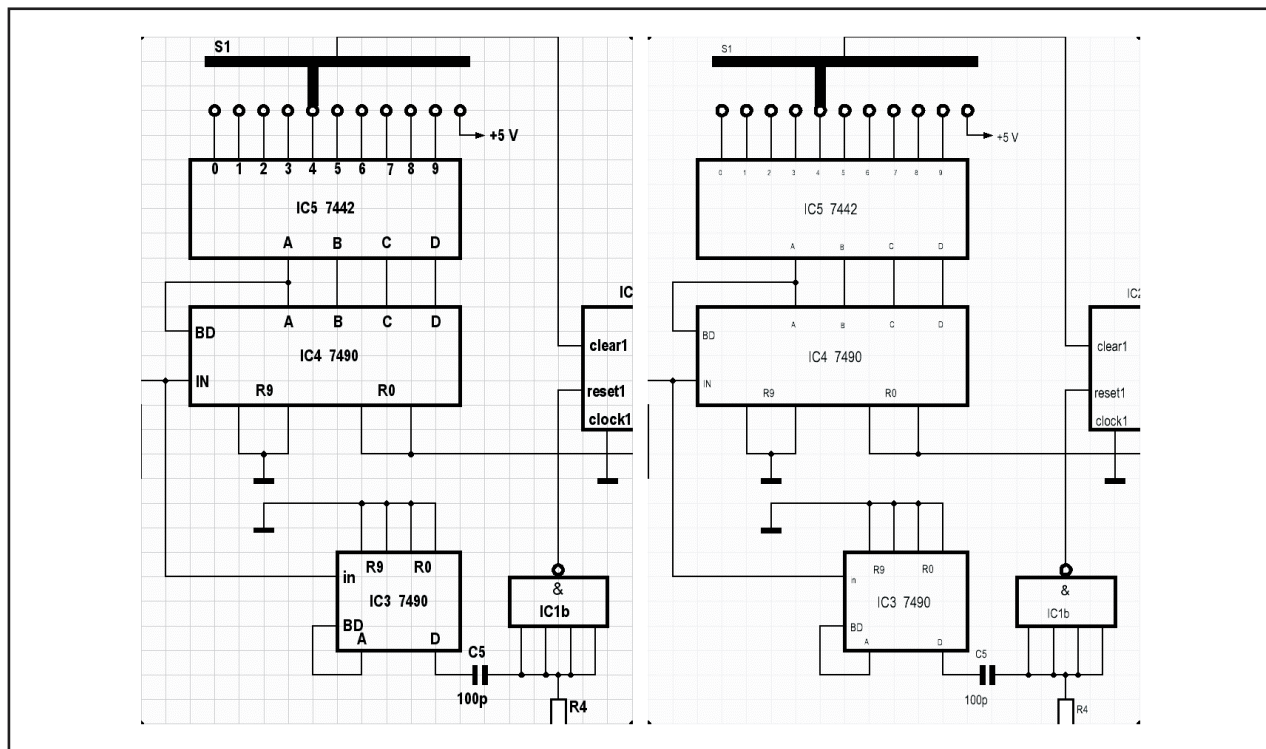 S1
+5 V
0 1 2 3 4 5 6 7 8 9
IC5 7442
A B C D
A B C D
BD
IC4 7490
IN
R9 R0
IC
clear1
reset1
clock1
R9 R0
in
IC3 7490
BD
A D
&
IC1b
C5
100p
R4
S1
+5 V
0 1 2 3 4 5 6 7 8 9
IC5 7442
A B C D
A B C D
BD
IC4 7490
IN
R9 R0
IC2
clear1
reset1
clock1
R9 R0
in
IC3 7490
BD
A D
&
IC1b
C5
100p
R4